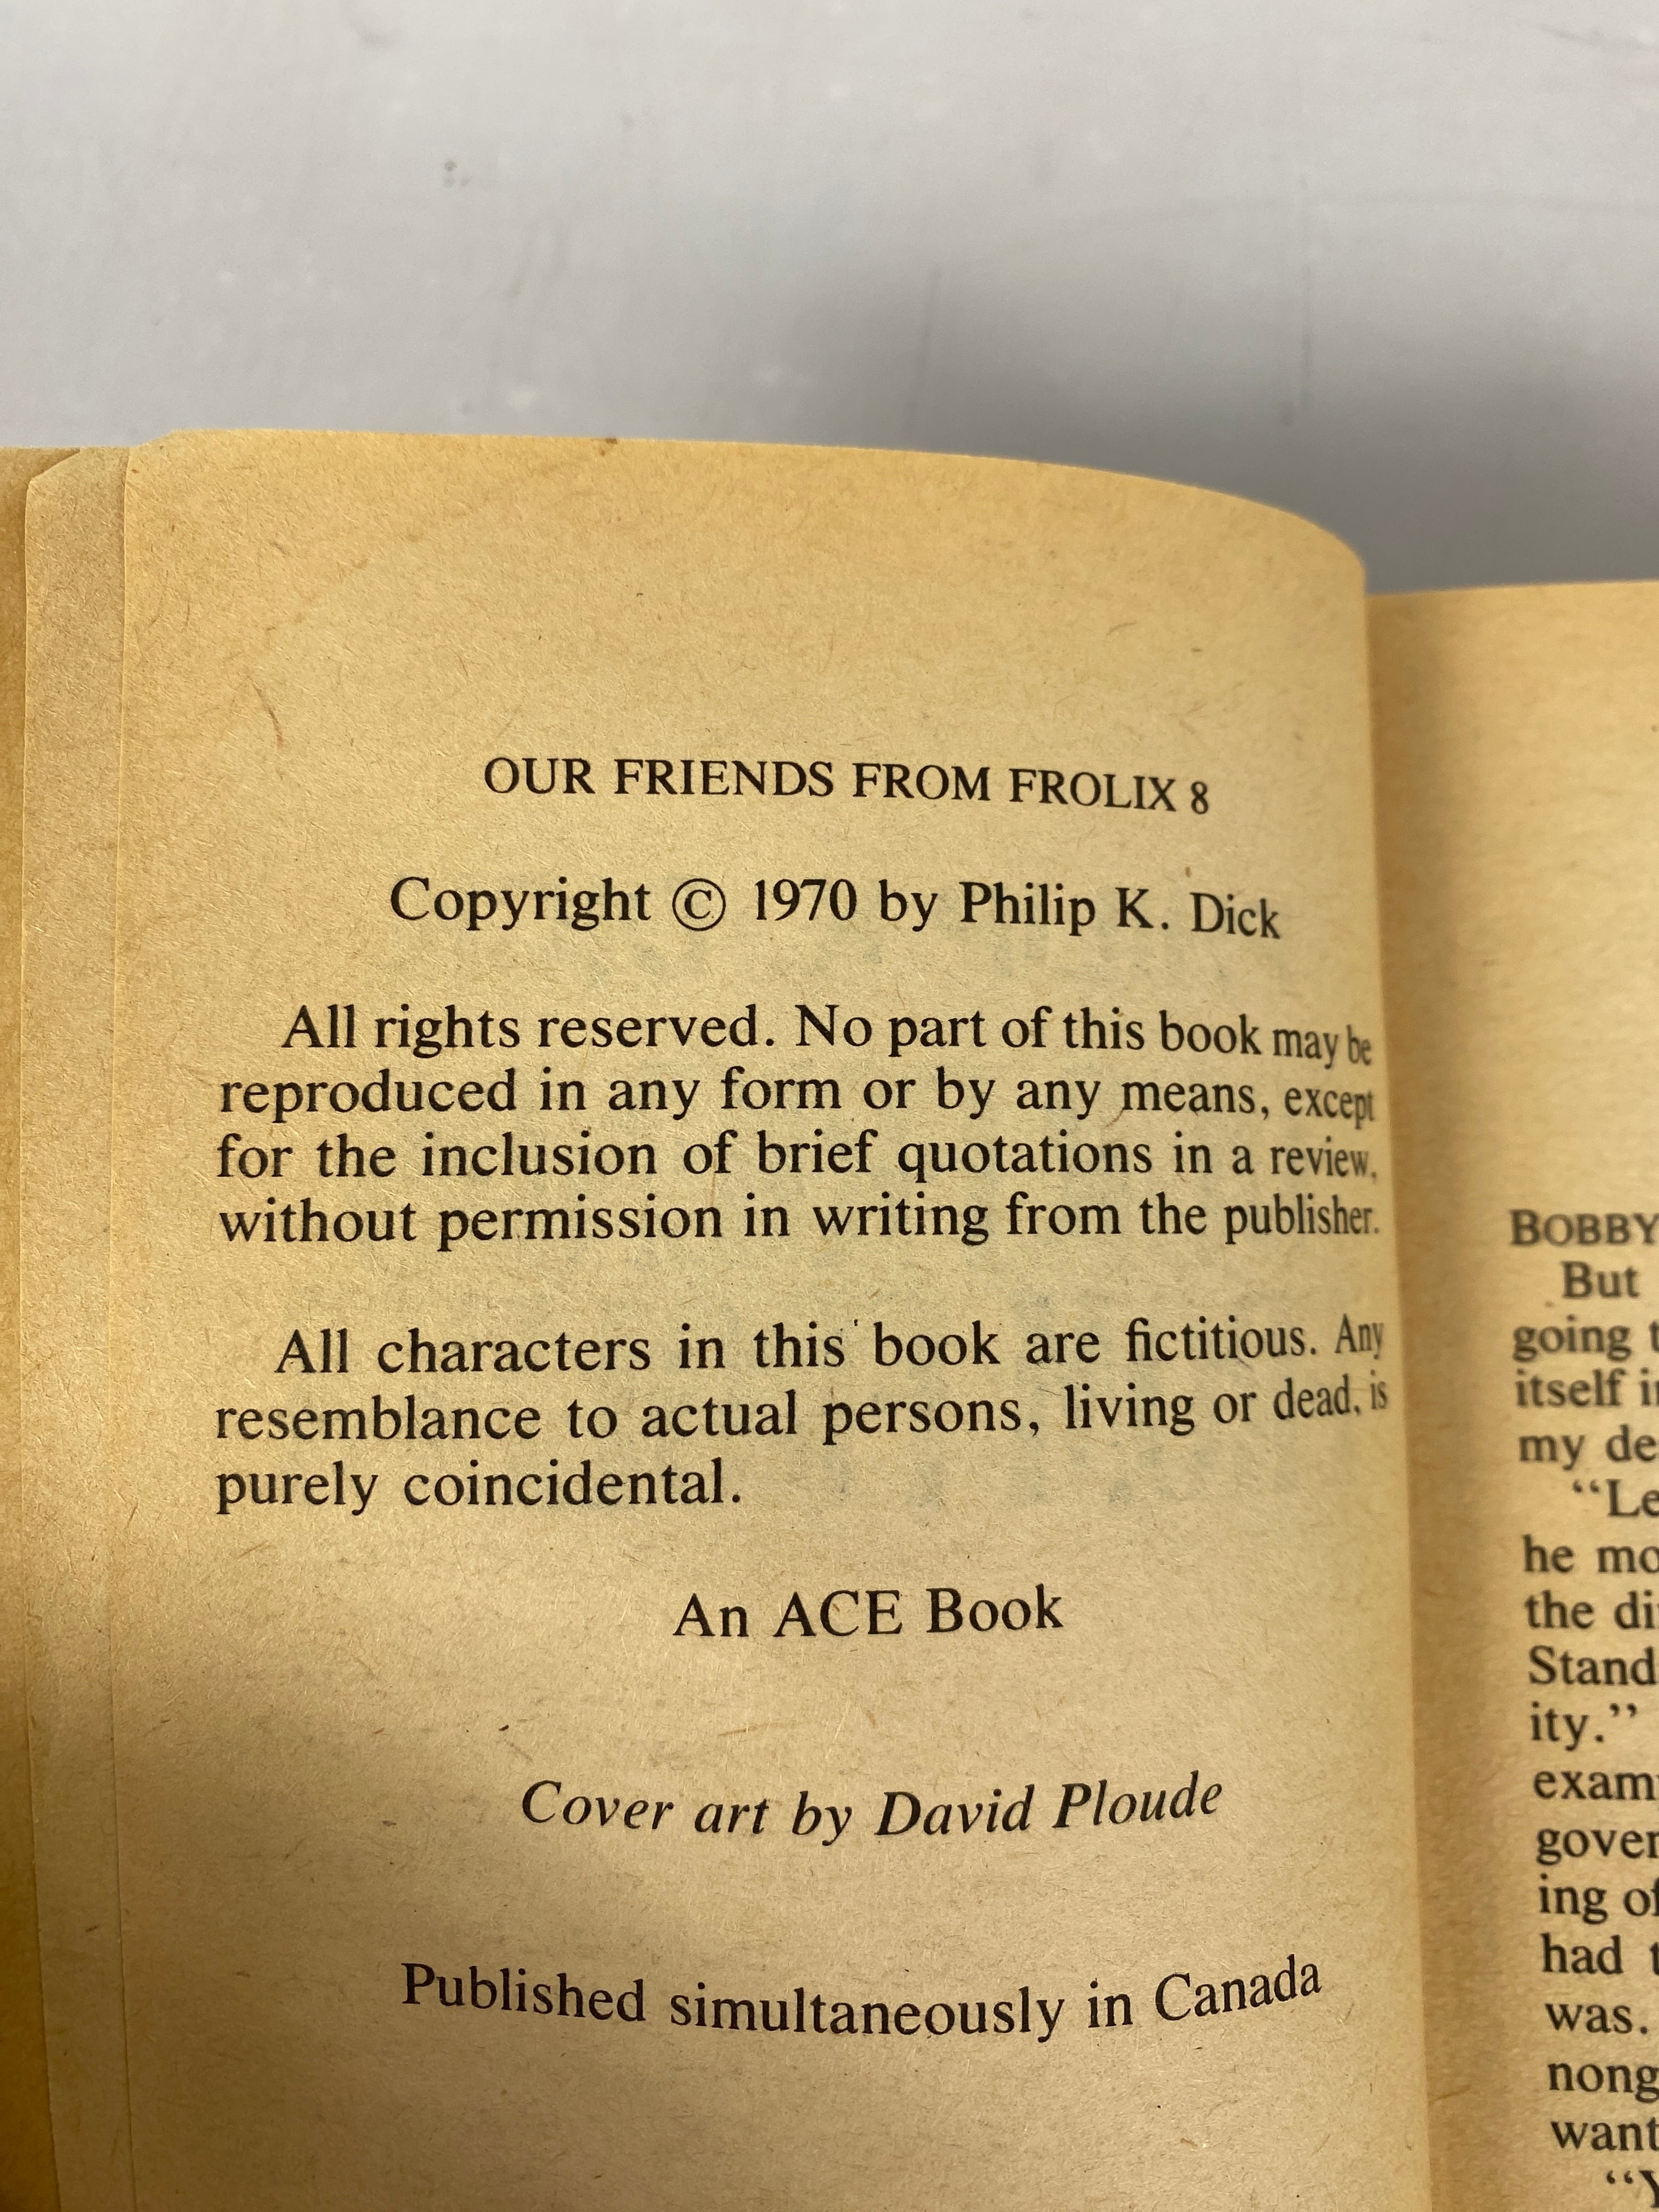 OUR FRIENDS FROM FROLIX 8
Copyright © 1970 by Philip K. Dick
All rights reserved. No part of this book may be
reproduced in any form or by any means, except
for the inclusion of brief quotations in a review,
without permission in writing from the publisher.
All characters in this book are fictitious. Any
resemblance to actual persons, living or dead, is
purely coincidental.
An ACE Book
Cover art by David Ploude
Published simultaneously in Canada
BOBBY
But
going
itself
my
"Le
he
the
Stand
ity."
exam
gover
ing
had
was.
nong
want